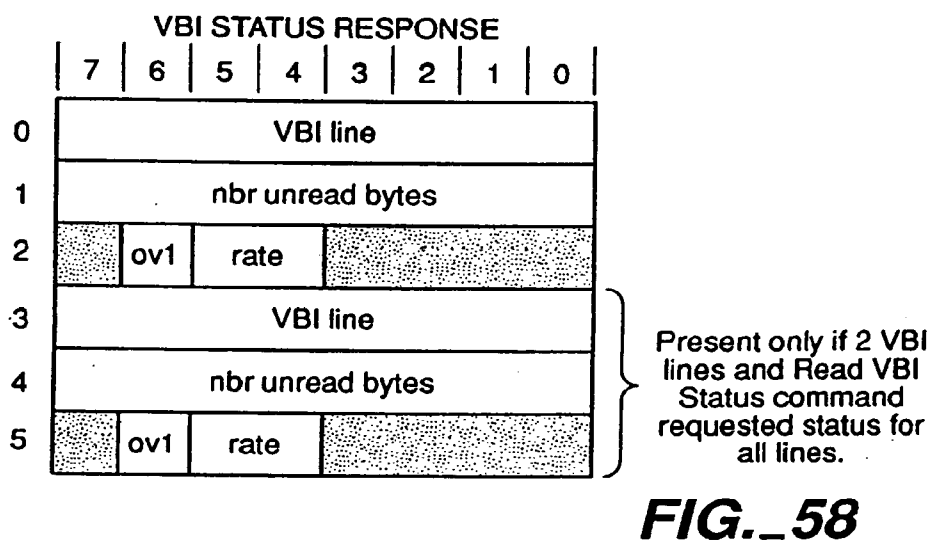 VBI STATUS RESPONSE
7 6 5 4 3 2 1 0
0 VBI line
1 nbr unread bytes
2 ov1 rate
3 VBI line
4 nbr unread bytes
5 ov1 rate
Present only if 2 VBI
lines and Read VBI
Status command
requested status for
all lines.
FIG._58